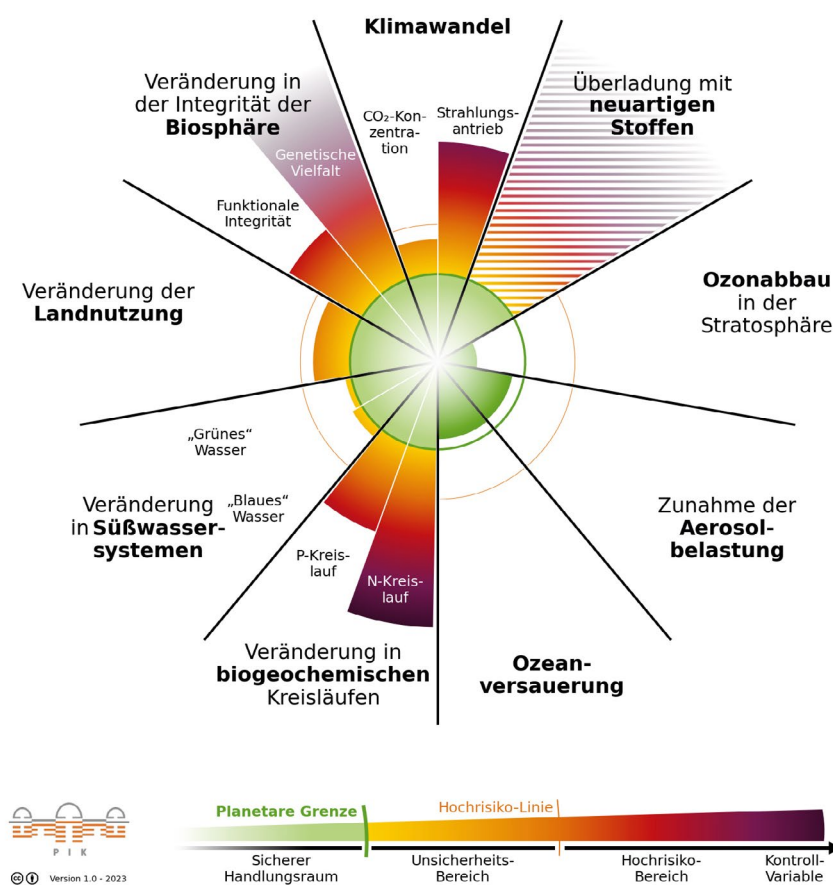 Klimawandel
Veränderung in
der Integrität der
Biosphäre
Überladung mit
neuartigen
Stoffen
CO₂-Kon-
zentra-
tion
Strahlungs-
antrieb
Genetische
Vielfalt
Funktionale
Integrität
Veränderung der
Landnutzung
Ozonabbau
in der
Stratosphäre
„Grünes“
Wasser
Veränderung
in Süßwasser-
systemen
„Blaues“
Wasser
Zunahme der
Aerosol-
belastung
P-Kreis-
lauf
N-Kreis-
lauf
Veränderung in
biogeochemischen
Kreisläufen
Ozean-
versauerung
Planetare Grenze
Hochrisiko-Linie
Sicherer
Handlungsraum
Unsicherheits-
Bereich
Hochrisiko-
Bereich
Kontroll-
Variable
PIK
Version 1.0 - 2023